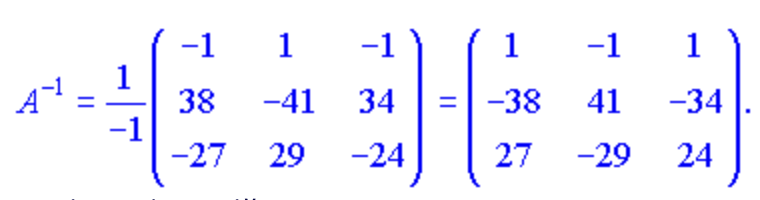 A⁻¹ = 1/−1 ( −1 1 −1 ; 38 −41 34 ; −27 29 −24 ) = ( 1 −1 1 ; −38 41 −34 ; 27 −29 24 ).